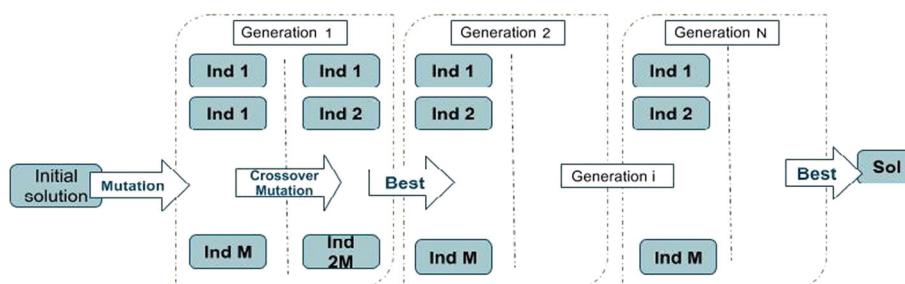 Generation 1
Generation 2
Generation N
Ind 1
Ind 1
Ind 1
Ind 1
Ind 1
Ind 2
Ind 2
Ind 2
Initial
solution
Mutation
Crossover
Mutation
Best
Generation i
Best
Sol
Ind M
Ind
2M
Ind M
Ind M